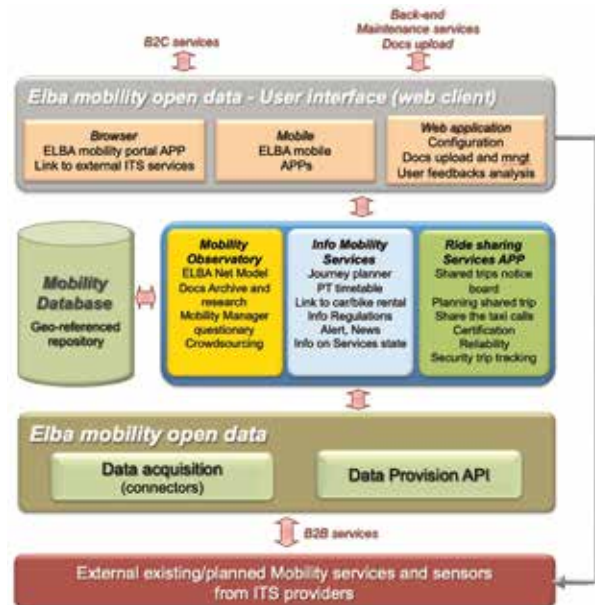 B2C services
Back-end
Maintenance services
Docs upload
Elba mobility open data - User interface (web client)
Browser
ELBA mobility portal APP
Link to external ITS services
Mobile
ELBA mobile
APPs
Web application
Configuration
Docs upload and mngt
User feedbacks analysis
Mobility
Database
Geo-referenced
repository
Mobility
Observatory
ELBA Net Model
Docs Archive and
research
Mobility Manager
questionary
Crowdsourcing
Info Mobility
Services
Journey planner
PT timetable
Link to car/bike rental
Info Regulations
Alert, News
Info on Services state
Ride sharing
Services APP
Shared trips notice
board
Planning shared trip
Share the taxi calls
Certification
Reliability
Security trip tracking
Elba mobility open data
Data acquisition
(connectors)
Data Provision API
B2B services
External existing/planned Mobility services and sensors
from ITS providers